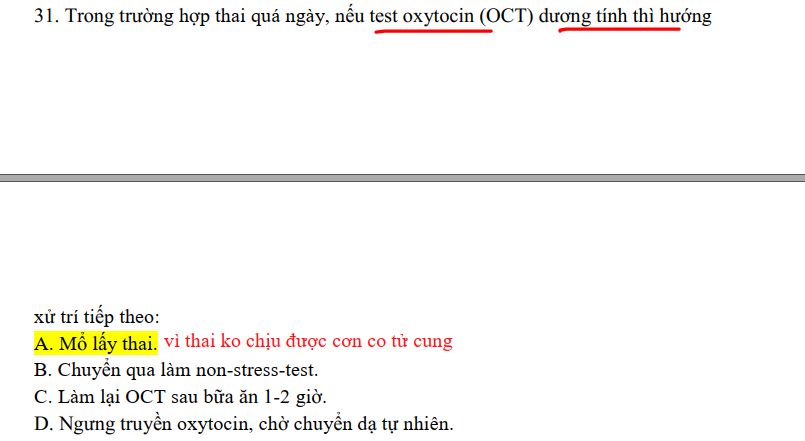 31. Trong trường hợp thai quá ngày, nếu test oxytocin (OCT) dương tính thì hướng
xử trí tiếp theo:
A. Mổ lấy thai. vì thai ko chịu được cơn co tử cung
B. Chuyển qua làm non-stress-test.
C. Làm lại OCT sau bữa ăn 1-2 giờ.
D. Ngưng truyền oxytocin, chờ chuyển dạ tự nhiên.